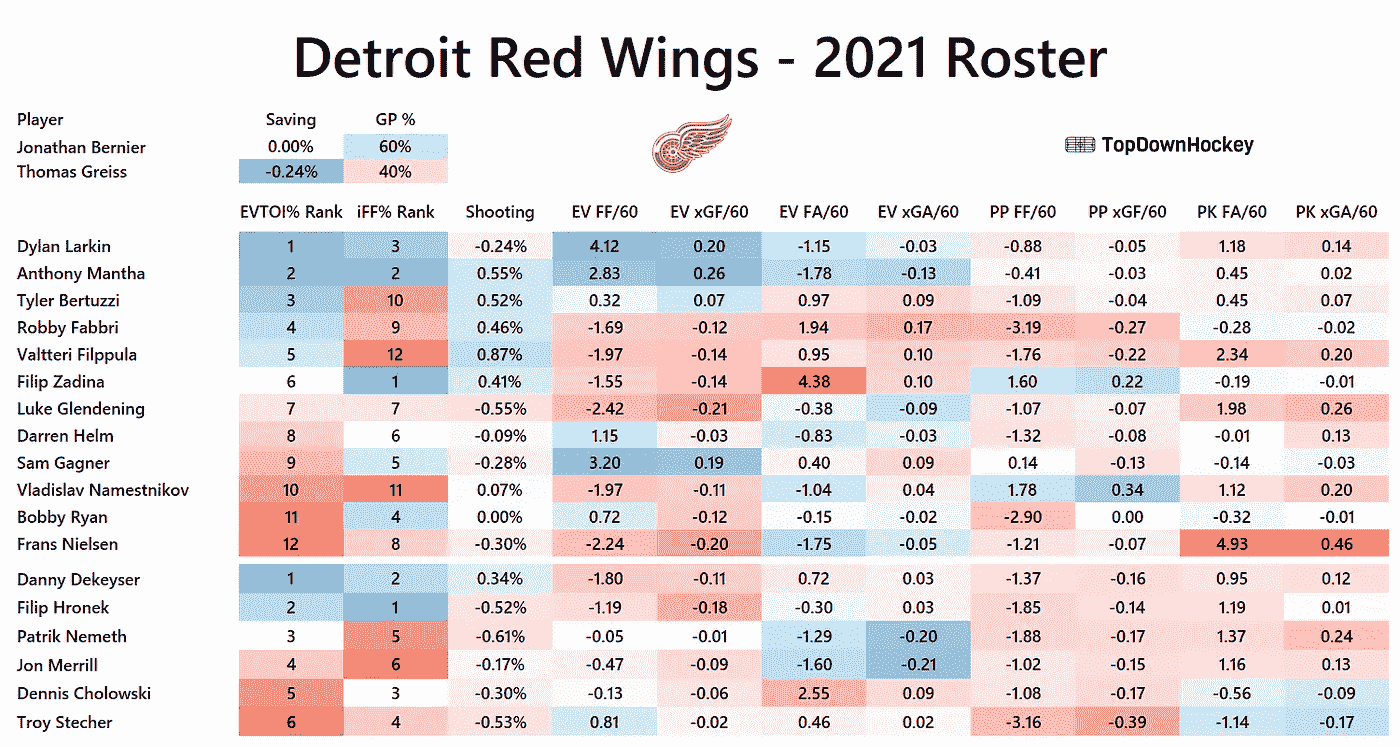 Detroit Red Wings - 2021 Roster
Player Saving GP %
Jonathan Bernier 0.00% 60%
TopDownHockey
Thomas Greiss -0.24% 40%
EVTOI% Rank iFF% Rank Shooting EV FF/60 EV xGF/60 EV FA/60 EV xGA/60 PP FF/60 PP xGF/60 PK FA/60 PK xGA/60
Dylan Larkin 1 3 -0.24% 4.12 0.20 -1.15 -0.03 -0.88 -0.05 1.18 0.14
Anthony Mantha 2 2 0.55% 2.83 0.26 -1.78 -0.13 -0.41 -0.03 0.45 0.02
Tyler Bertuzzi 3 10 0.52% 0.32 0.07 0.97 0.09 -1.09 -0.04 0.45 0.07
Robby Fabbri 4 9 0.46% -1.69 -0.12 1.94 0.17 -3.19 -0.27 -0.28 -0.02
Valtteri Filppula 5 12 0.87% -1.97 -0.14 0.95 0.10 -1.76 -0.22 2.34 0.20
Filip Zadina 6 1 0.41% -1.55 -0.14 4.38 0.10 1.60 0.22 -0.19 -0.01
Luke Glendening 7 7 -0.55% -2.42 -0.21 -0.38 -0.09 -1.07 -0.07 1.98 0.26
Darren Helm 8 6 -0.09% 1.15 -0.03 -0.83 -0.03 -1.32 -0.08 -0.01 0.13
Sam Gagner 9 5 -0.28% 3.20 0.19 0.40 0.09 0.14 -0.13 -0.14 -0.03
Vladislav Namestnikov 10 11 0.07% -1.97 -0.11 -1.04 0.04 1.78 0.34 1.12 0.20
Bobby Ryan 11 4 0.00% 0.72 -0.12 -0.15 -0.02 -2.90 0.00 -0.32 -0.01
Frans Nielsen 12 8 -0.30% -2.24 -0.20 -1.75 -0.05 -1.21 -0.07 4.93 0.46
Danny Dekeyser 1 2 0.34% -1.80 -0.11 0.72 0.03 -1.37 -0.16 0.95 0.12
Filip Hronek 2 1 -0.52% -1.19 -0.18 -0.30 0.03 -1.85 -0.14 1.19 0.01
Patrik Nemeth 3 5 -0.61% -0.05 -0.01 -1.29 -0.20 -1.88 -0.17 1.37 0.24
Jon Merrill 4 6 -0.17% -0.47 -0.09 -1.60 -0.21 -1.02 -0.15 1.16 0.13
Dennis Cholowski 5 3 -0.30% -0.13 -0.06 2.55 0.09 -1.08 -0.17 -0.56 -0.09
Troy Stecher 6 4 -0.53% 0.81 -0.02 0.46 0.02 -3.16 -0.39 -1.14 -0.17